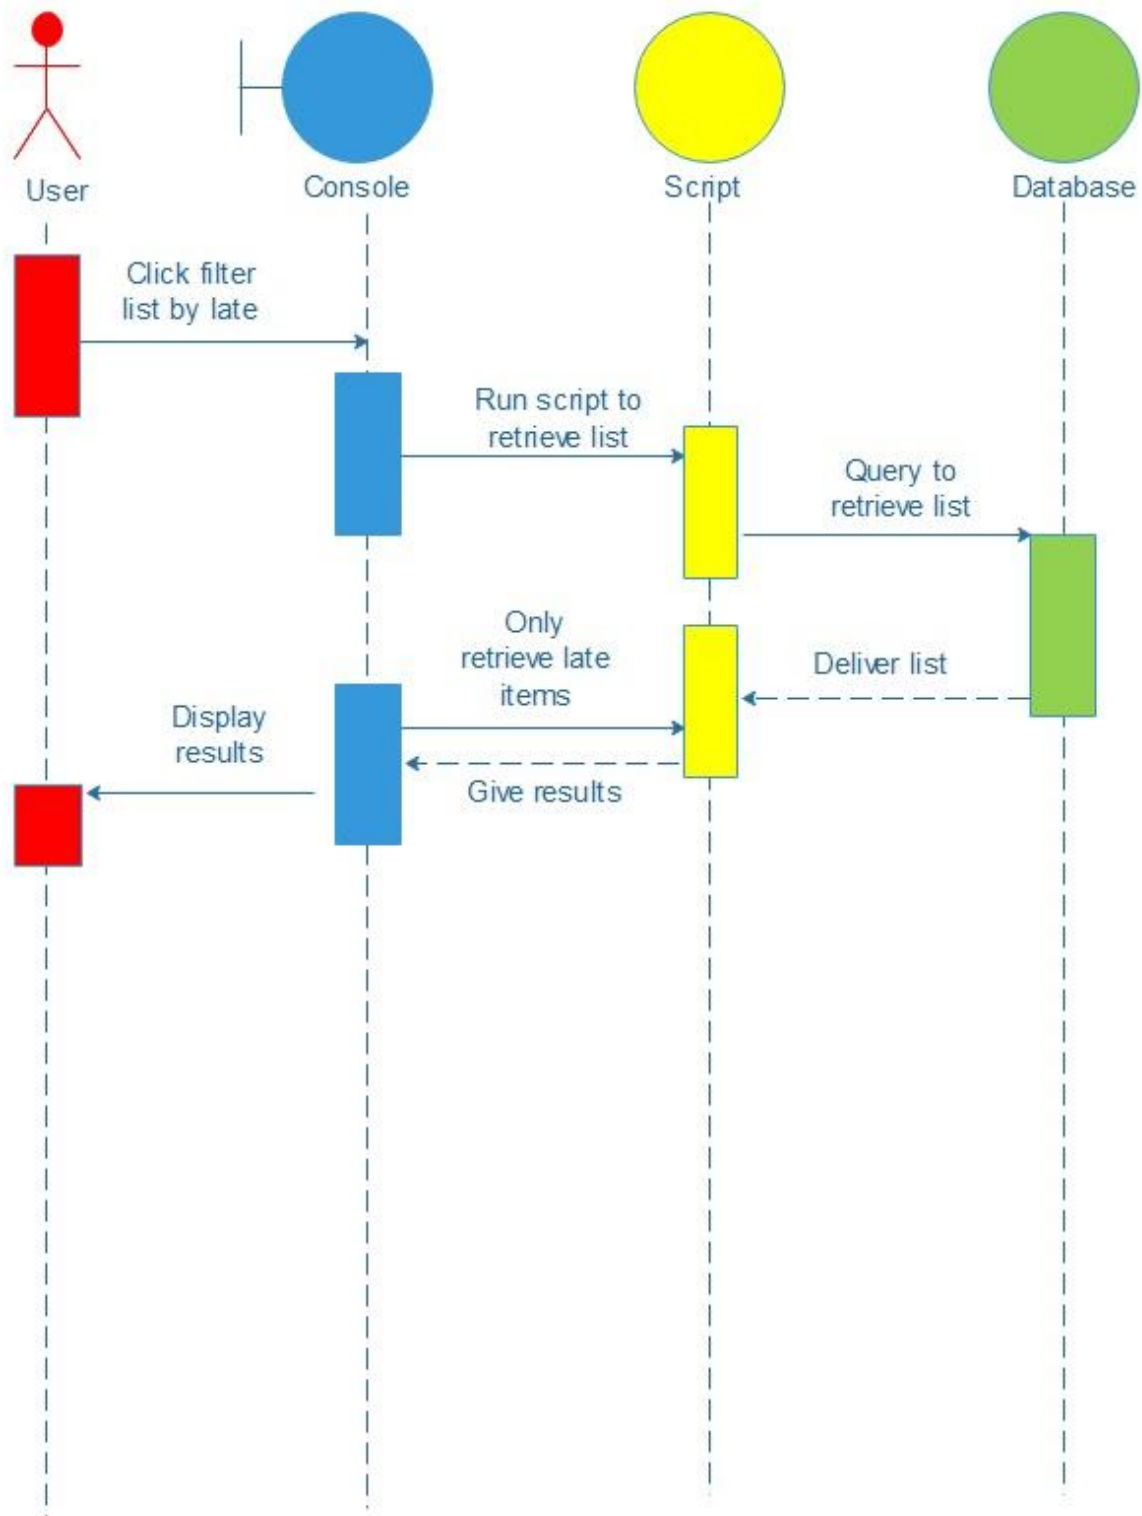 User
Console
Script
Database
Click filter
list by late
Run script to
retrieve list
Query to
retrieve list
Only
retrieve late
items
Deliver list
Display
results
Give results